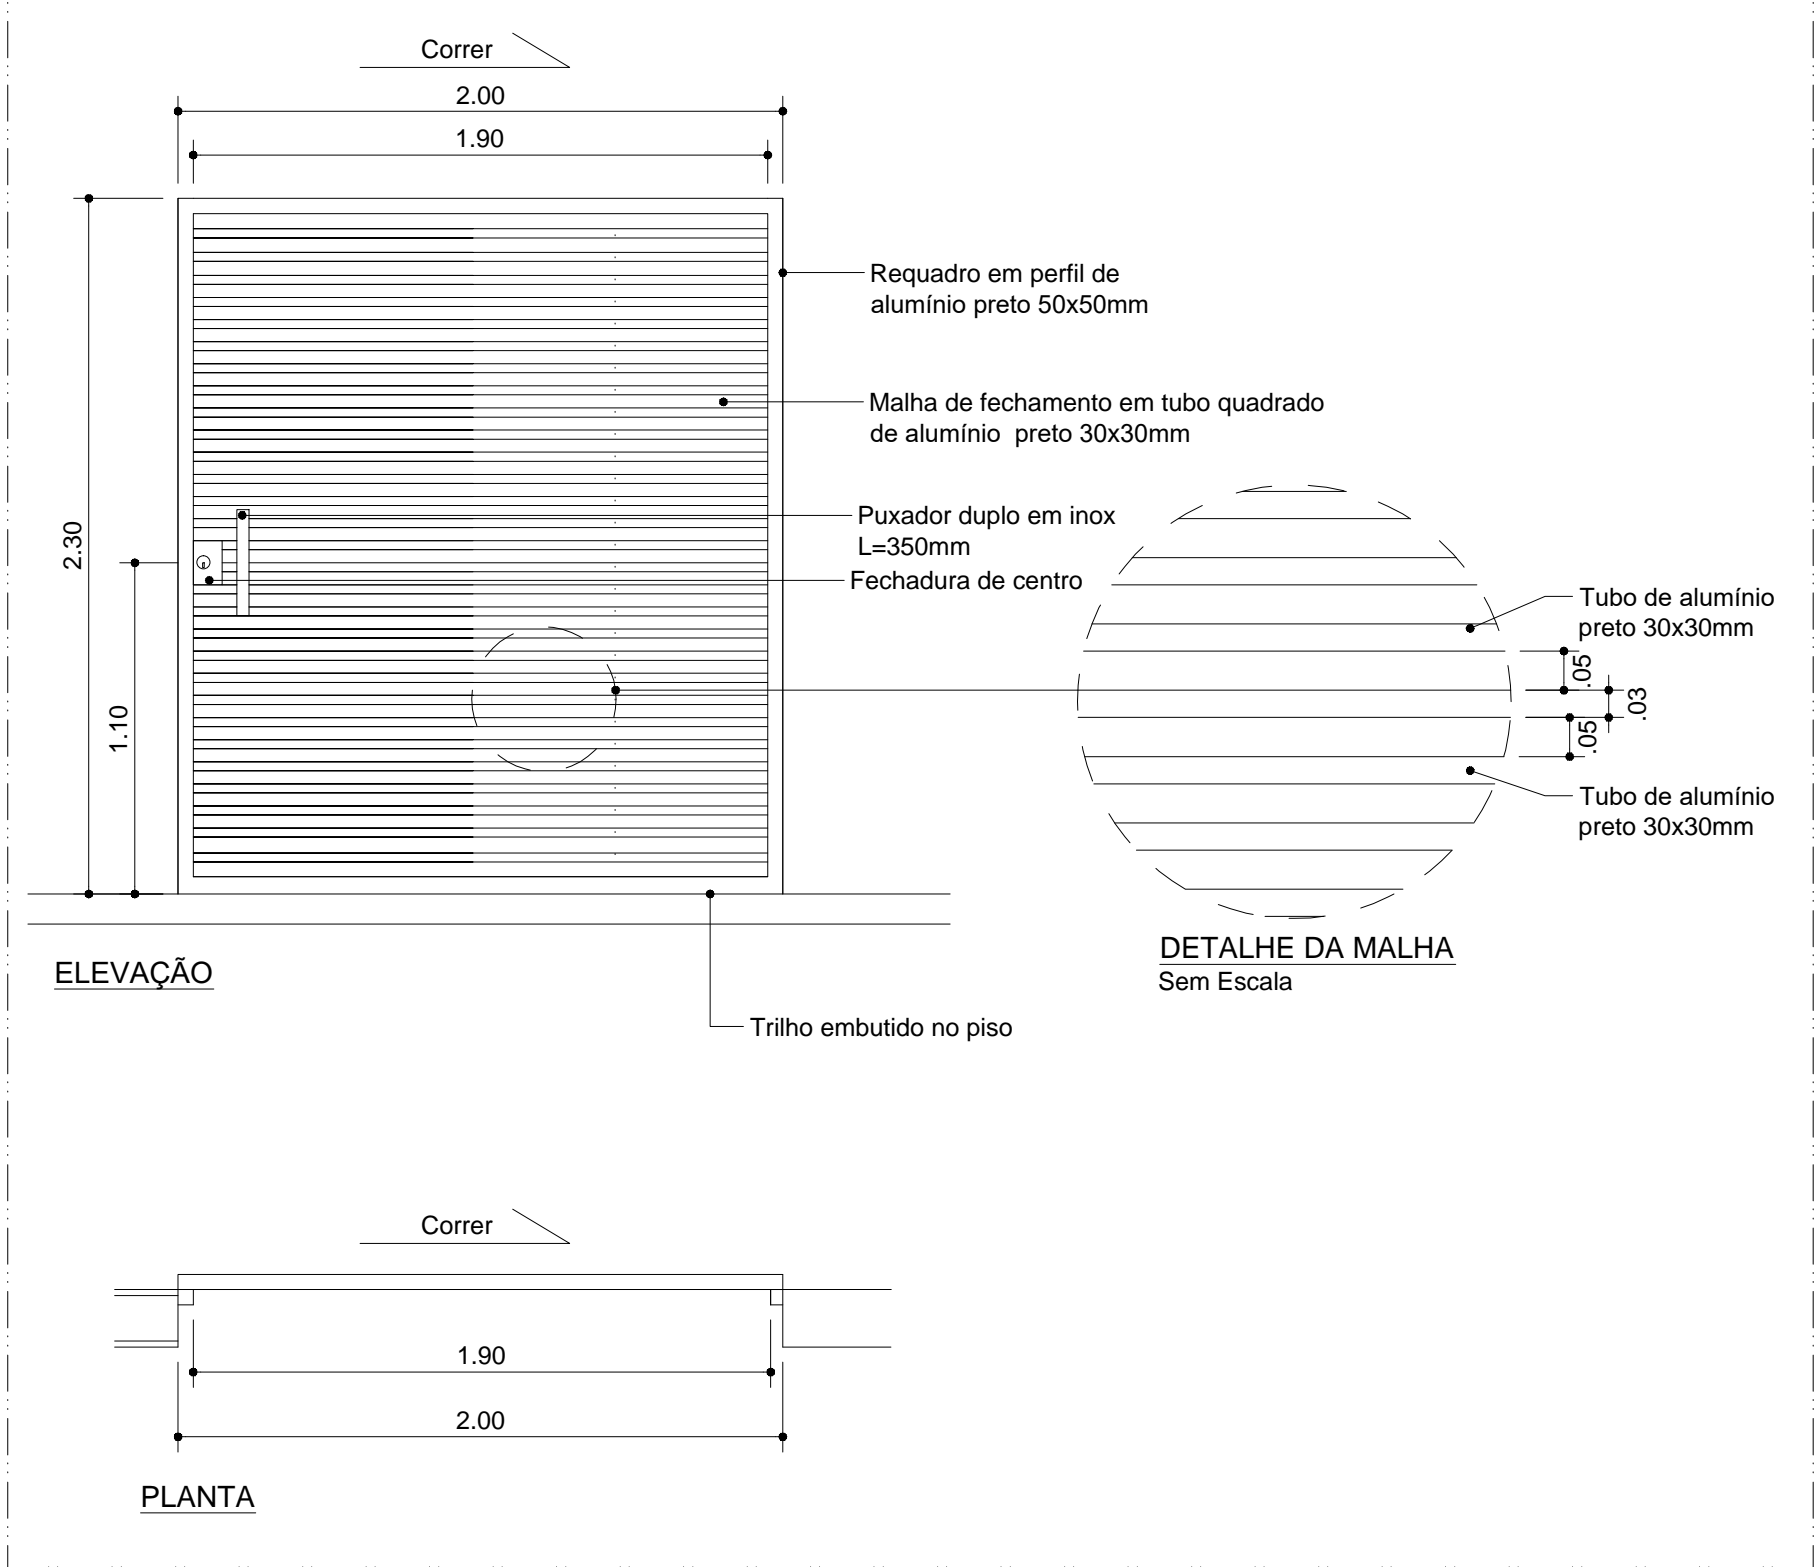 Correr
2.00
1.90
Requadro em perfil de
alumínio preto 50x50mm
Malha de fechamento em tubo quadrado
de alumínio  preto 30x30mm
2.30
Puxador duplo em inox
L=350mm
Fechadura de centro
1.10
Tubo de alumínio
preto 30x30mm
.05
.03
.05
Tubo de alumínio
preto 30x30mm
ELEVAÇÃO
DETALHE DA MALHA
Sem Escala
Trilho embutido no piso
Correr
1.90
2.00
PLANTA